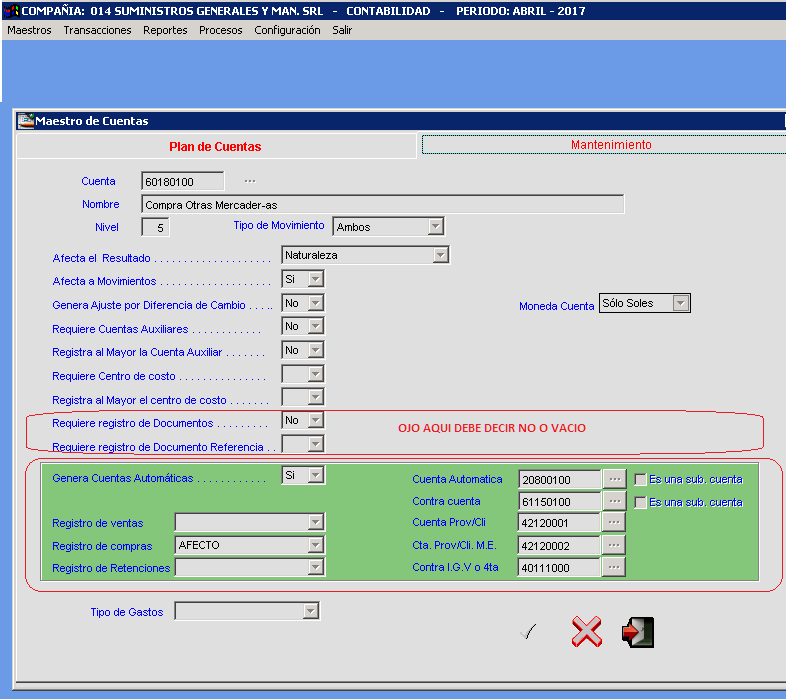 COMPAÑIA: 014 SUMINISTROS GENERALES Y MAN. SRL - CONTABILIDAD - PERIODO: ABRIL - 2017
Maestros Transacciones Reportes Procesos Configuración Salir
Maestro de Cuentas
Plan de Cuentas Mantenimiento
Cuenta 60180100 ...
Nombre Compra Otras Mercader-as
Nivel 5 Tipo de Movimiento Ambos
Afecta el Resultado . . . . . . . . . . . . . . . . . . . . Naturaleza
Afecta a Movimientos . . . . . . . . . . . . . . . . . . . Si
Genera Ajuste por Diferencia de Cambio . . . . . No Moneda Cuenta Sólo Soles
Requiere Cuentas Auxiliares . . . . . . . . . . . . No
Registra al Mayor la Cuenta Auxiliar . . . . . . . No
Requiere Centro de costo . . . . . . . . . . . . . . .
Registra al Mayor el centro de costo . . . . . . .
Requiere registro de Documentos . . . . . . . . . No OJO AQUI DEBE DECIR NO O VACIO
Requiere registro de Documento Referencia . . .
Genera Cuentas Automáticas . . . . . . . . . . . . Si Cuenta Automatica 20800100 ... Es una sub. cuenta
Contra cuenta 61150100 ... Es una sub. cuenta
Registro de ventas Cuenta Prov/Cli 42120001 ...
Registro de compras AFECTO Cta. Prov/Cli. M.E. 42120002 ...
Registro de Retenciones Contra I.G.V o 4ta 40111000 ...
Tipo de Gastos